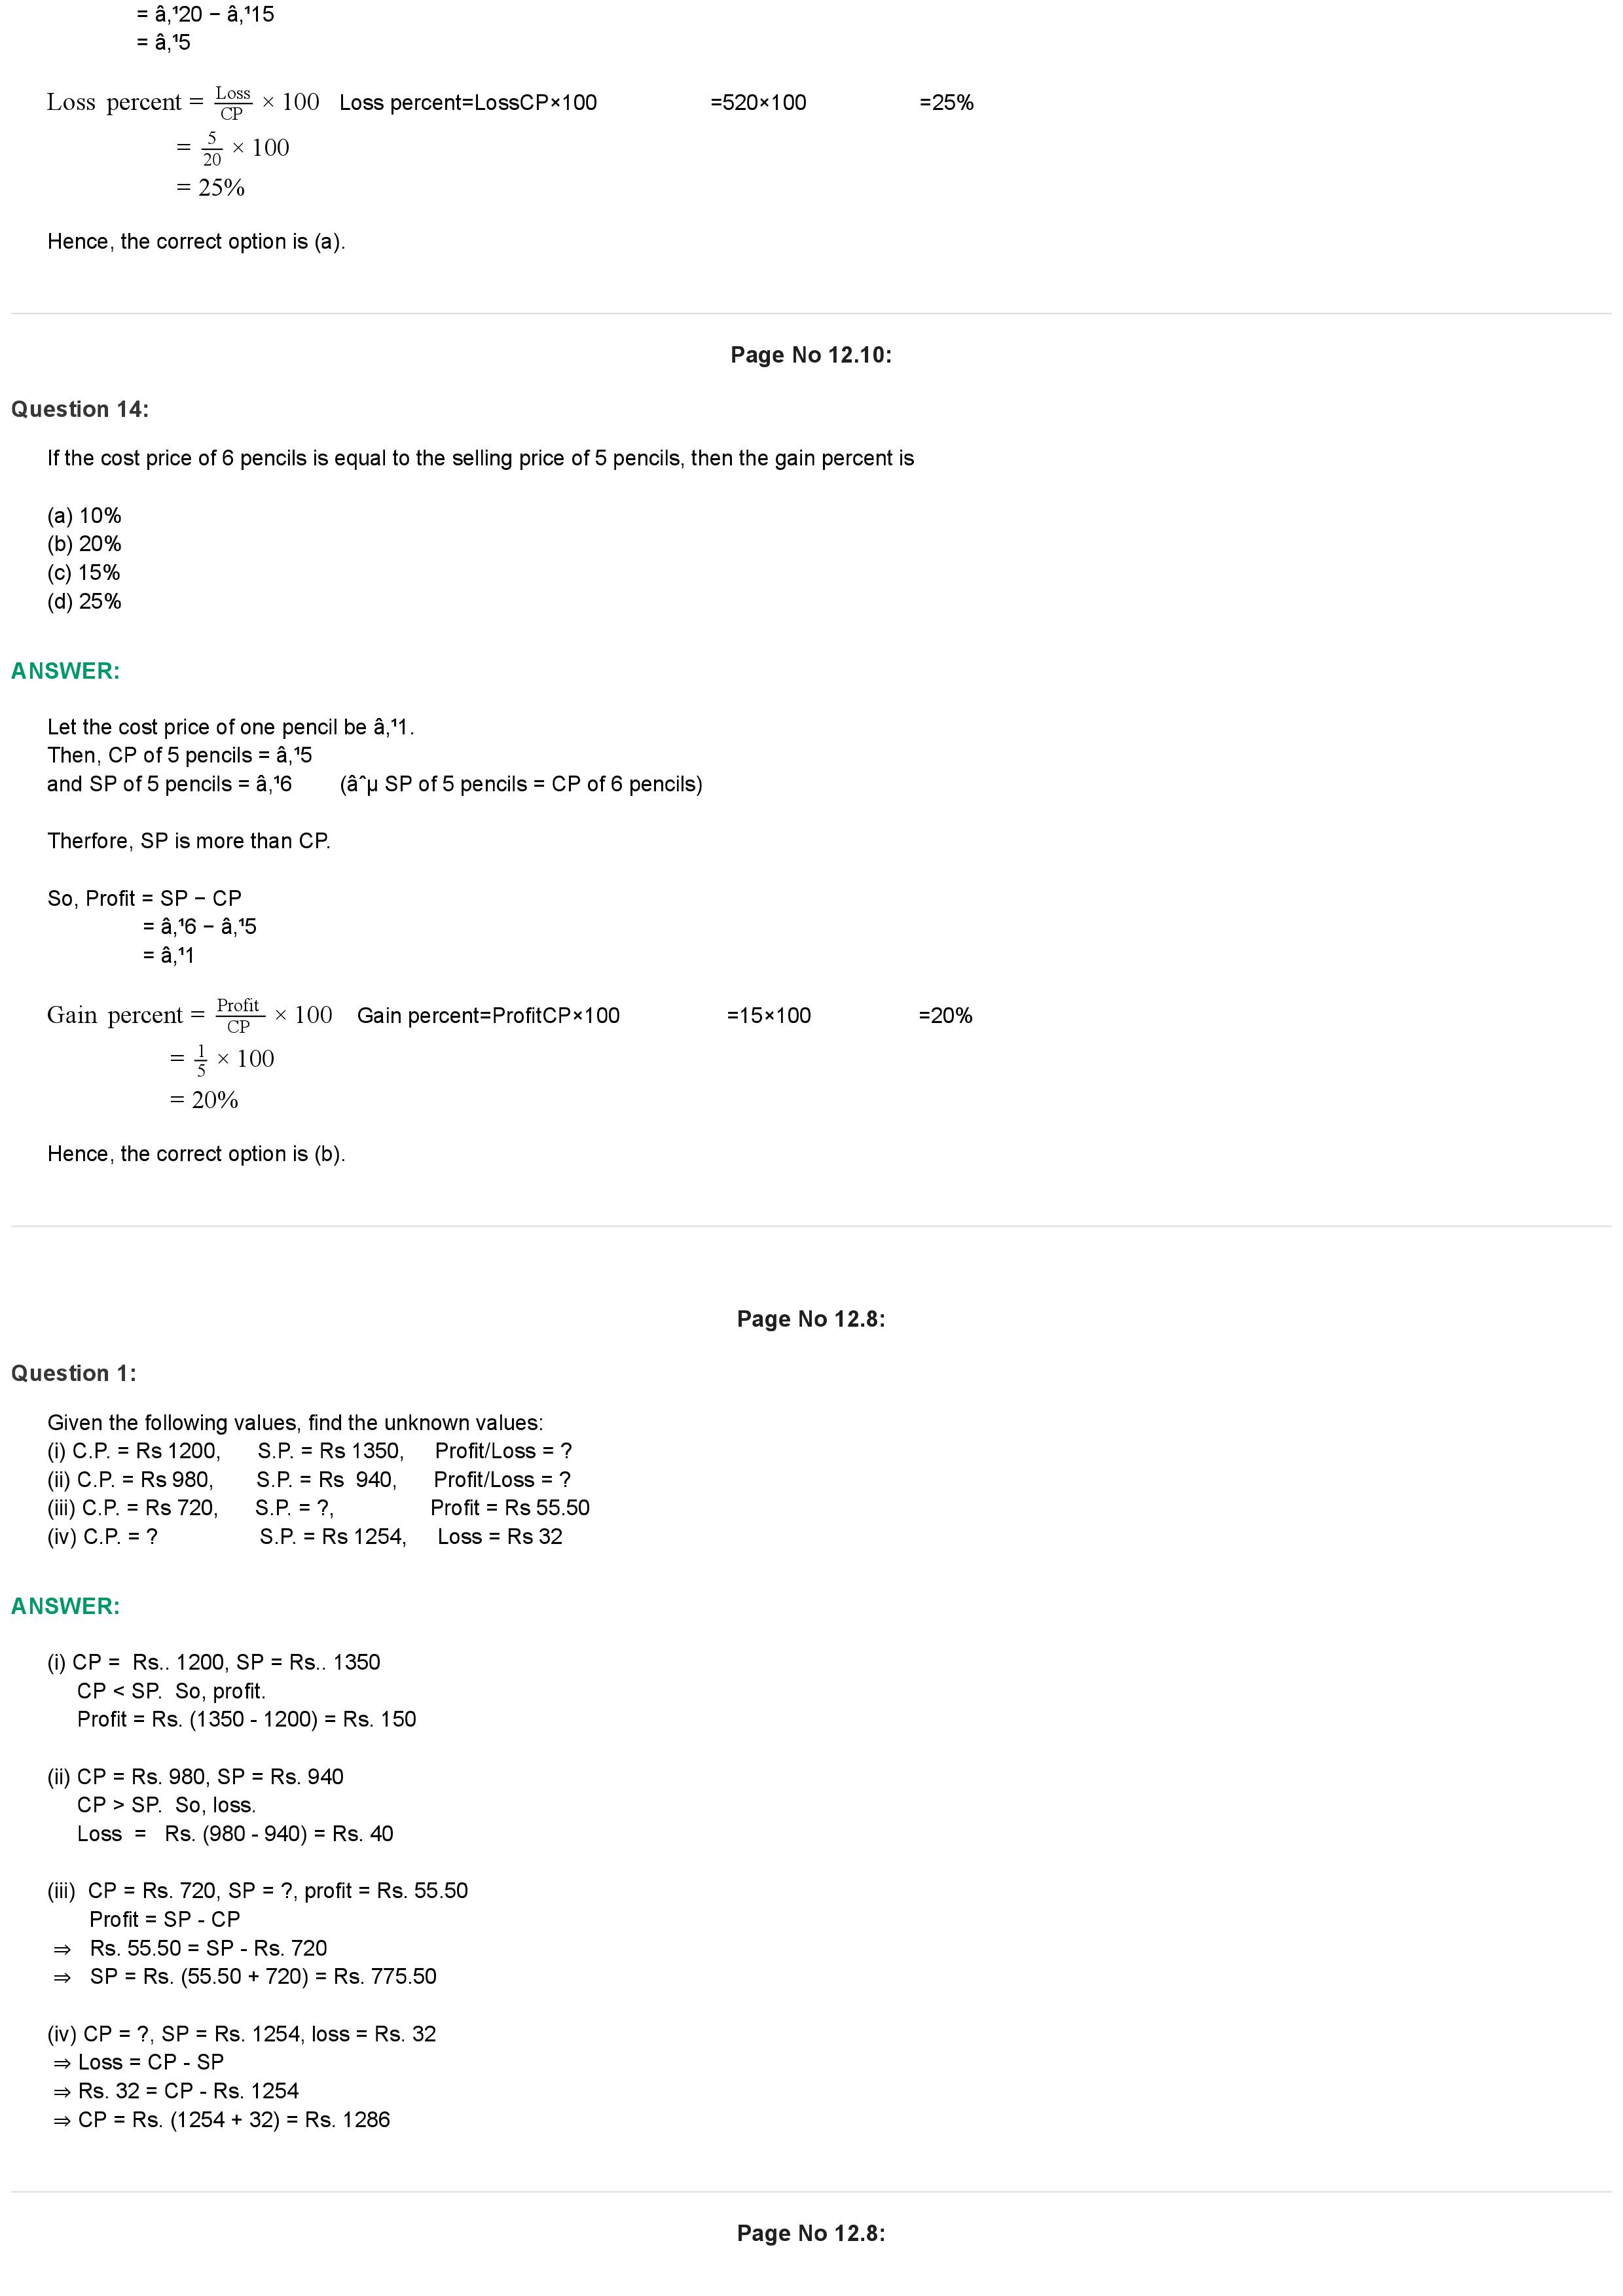 = â‚¹20 − â‚¹15
= â‚¹5
Loss percent = Loss/CP × 100 Loss percent=LossCP×100 =520×100 =25%
= 5/20 × 100
= 25%
Hence, the correct option is (a).
Page No 12.10:
Question 14:
If the cost price of 6 pencils is equal to the selling price of 5 pencils, then the gain percent is
(a) 10%
(b) 20%
(c) 15%
(d) 25%
ANSWER:
Let the cost price of one pencil be â‚¹1.
Then, CP of 5 pencils = â‚¹5
and SP of 5 pencils = â‚¹6 (âˆµ SP of 5 pencils = CP of 6 pencils)
Therfore, SP is more than CP.
So, Profit = SP − CP
= â‚¹6 − â‚¹5
= â‚¹1
Gain percent = Profit/CP × 100 Gain percent=ProfitCP×100 =15×100 =20%
= 1/5 × 100
= 20%
Hence, the correct option is (b).
Page No 12.8:
Question 1:
Given the following values, find the unknown values:
(i) C.P. = Rs 1200, S.P. = Rs 1350, Profit/Loss = ?
(ii) C.P. = Rs 980, S.P. = Rs 940, Profit/Loss = ?
(iii) C.P. = Rs 720, S.P. = ?, Profit = Rs 55.50
(iv) C.P. = ? S.P. = Rs 1254, Loss = Rs 32
ANSWER:
(i) CP = Rs.. 1200, SP = Rs.. 1350
CP < SP. So, profit.
Profit = Rs. (1350 - 1200) = Rs. 150
(ii) CP = Rs. 980, SP = Rs. 940
CP > SP. So, loss.
Loss = Rs. (980 - 940) = Rs. 40
(iii) CP = Rs. 720, SP = ?, profit = Rs. 55.50
Profit = SP - CP
⇒ Rs. 55.50 = SP - Rs. 720
⇒ SP = Rs. (55.50 + 720) = Rs. 775.50
(iv) CP = ?, SP = Rs. 1254, loss = Rs. 32
⇒ Loss = CP - SP
⇒ Rs. 32 = CP - Rs. 1254
⇒ CP = Rs. (1254 + 32) = Rs. 1286
Page No 12.8: